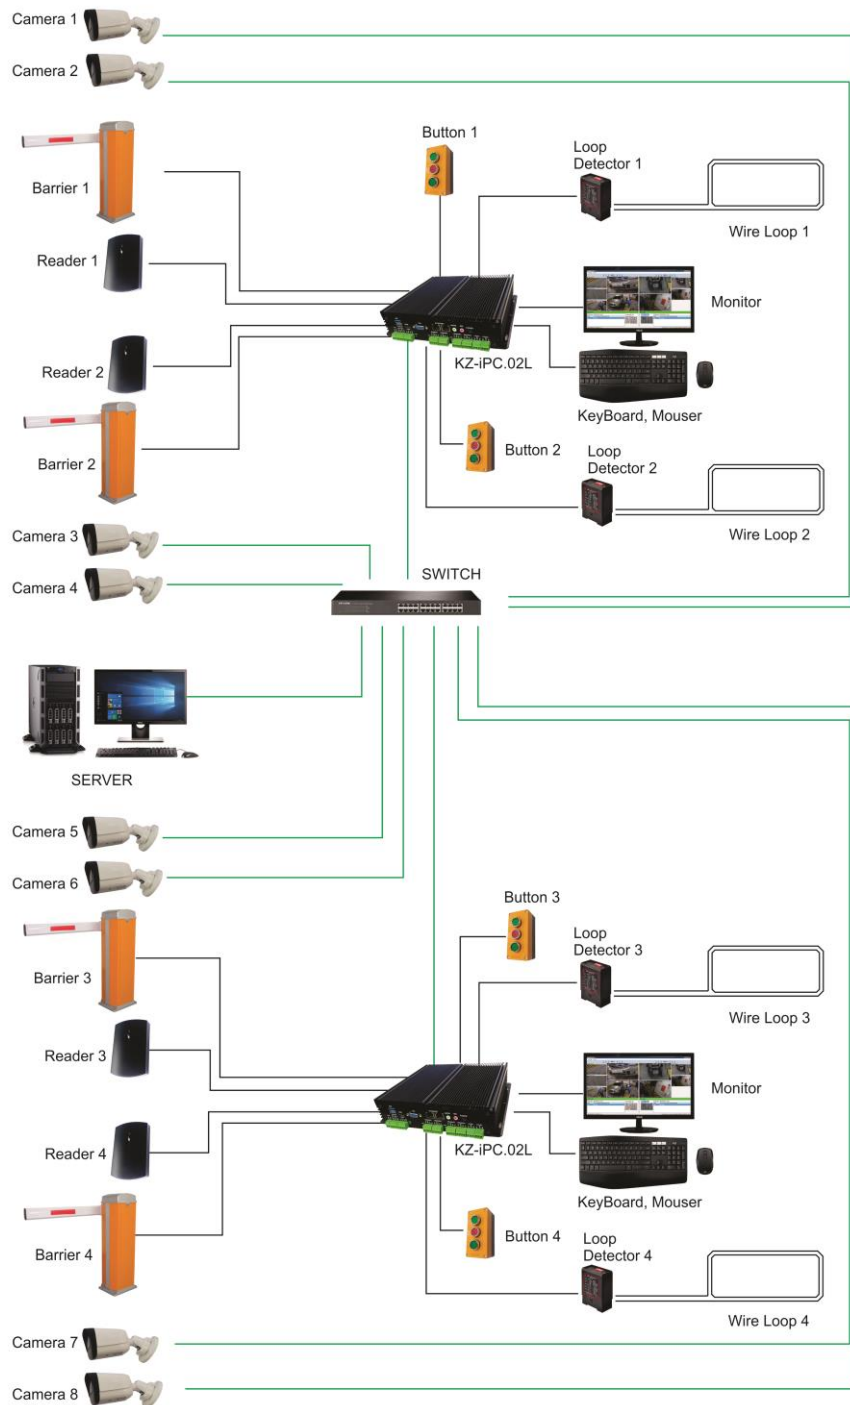 Camera 1
Camera 2
Button 1
Loop
Detector 1
Barrier 1
Wire Loop 1
Reader 1
Monitor
Reader 2
KZ-iPC.02L
KeyBoard, Mouser
Barrier 2
Button 2
Loop
Detector 2
Camera 3
Wire Loop 2
Camera 4
SWITCH
SERVER
Camera 5
Camera 6
Button 3
Loop
Detector 3
Barrier 3
Wire Loop 3
Reader 3
Monitor
Reader 4
KZ-iPC.02L
KeyBoard, Mouser
Barrier 4
Button 4
Loop
Detector 4
Wire Loop 4
Camera 7
Camera 8